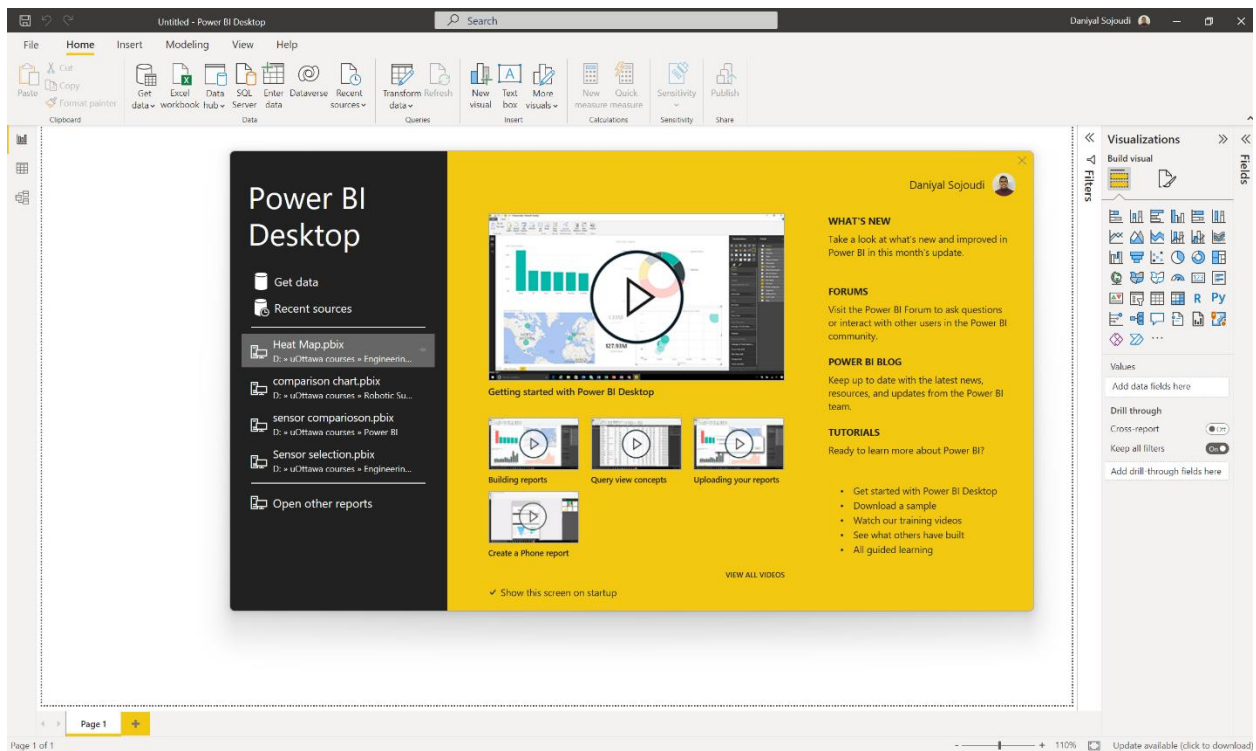 Untitled - Power BI Desktop
Search
Daniyal Sojoudi
File Home Insert Modeling View Help
Paste
Cut
Copy
Format painter
Clipboard
Get data
Excel workbook
Data hub
SQL Server
Enter data
Dataverse
Recent sources
Data
Transform data
Refresh
Queries
New visual
Text box
More visuals
Insert
New measure
Quick measure
Calculations
Sensitivity
Sensitivity
Publish
Share
Power BI
Desktop
Get data
Recent sources
Heat Map.pbix
D: » uOttawa courses » Engineerin...
comparison chart.pbix
D: » uOttawa courses » Robotic Su...
sensor comparioson.pbix
D: » uOttawa courses » Power BI
Sensor selection.pbix
D: » uOttawa courses » Engineerin...
Open other reports
Getting started with Power BI Desktop
Building reports
Query view concepts
Uploading your reports
Create a Phone report
VIEW ALL VIDEOS
Show this screen on startup
Daniyal Sojoudi
WHAT'S NEW
Take a look at what's new and improved in
Power BI in this month's update.
FORUMS
Visit the Power BI Forum to ask questions
or interact with other users in the Power BI
community.
POWER BI BLOG
Keep up to date with the latest news,
resources, and updates from the Power BI
team.
TUTORIALS
Ready to learn more about Power BI?
• Get started with Power BI Desktop
• Download a sample
• Watch our training videos
• See what others have built
• All guided learning
Filters
Visualizations
Build visual
R Py
Values
Add data fields here
Drill through
Cross-report
Off
Keep all filters
On
Add drill-through fields here
Fields
Page 1
Page 1 of 1
110%
Update available (click to download)